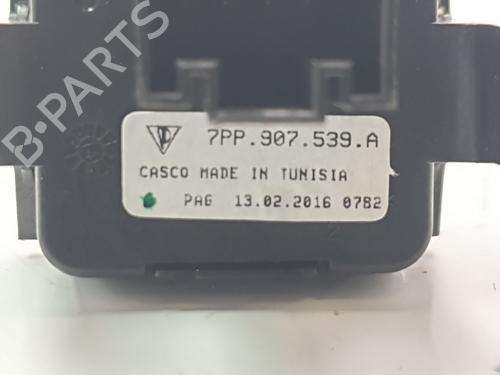 B-PARTS
7PP.907.539.A
CASCO MADE IN TUNISIA
PAG 13.02.2016 0782